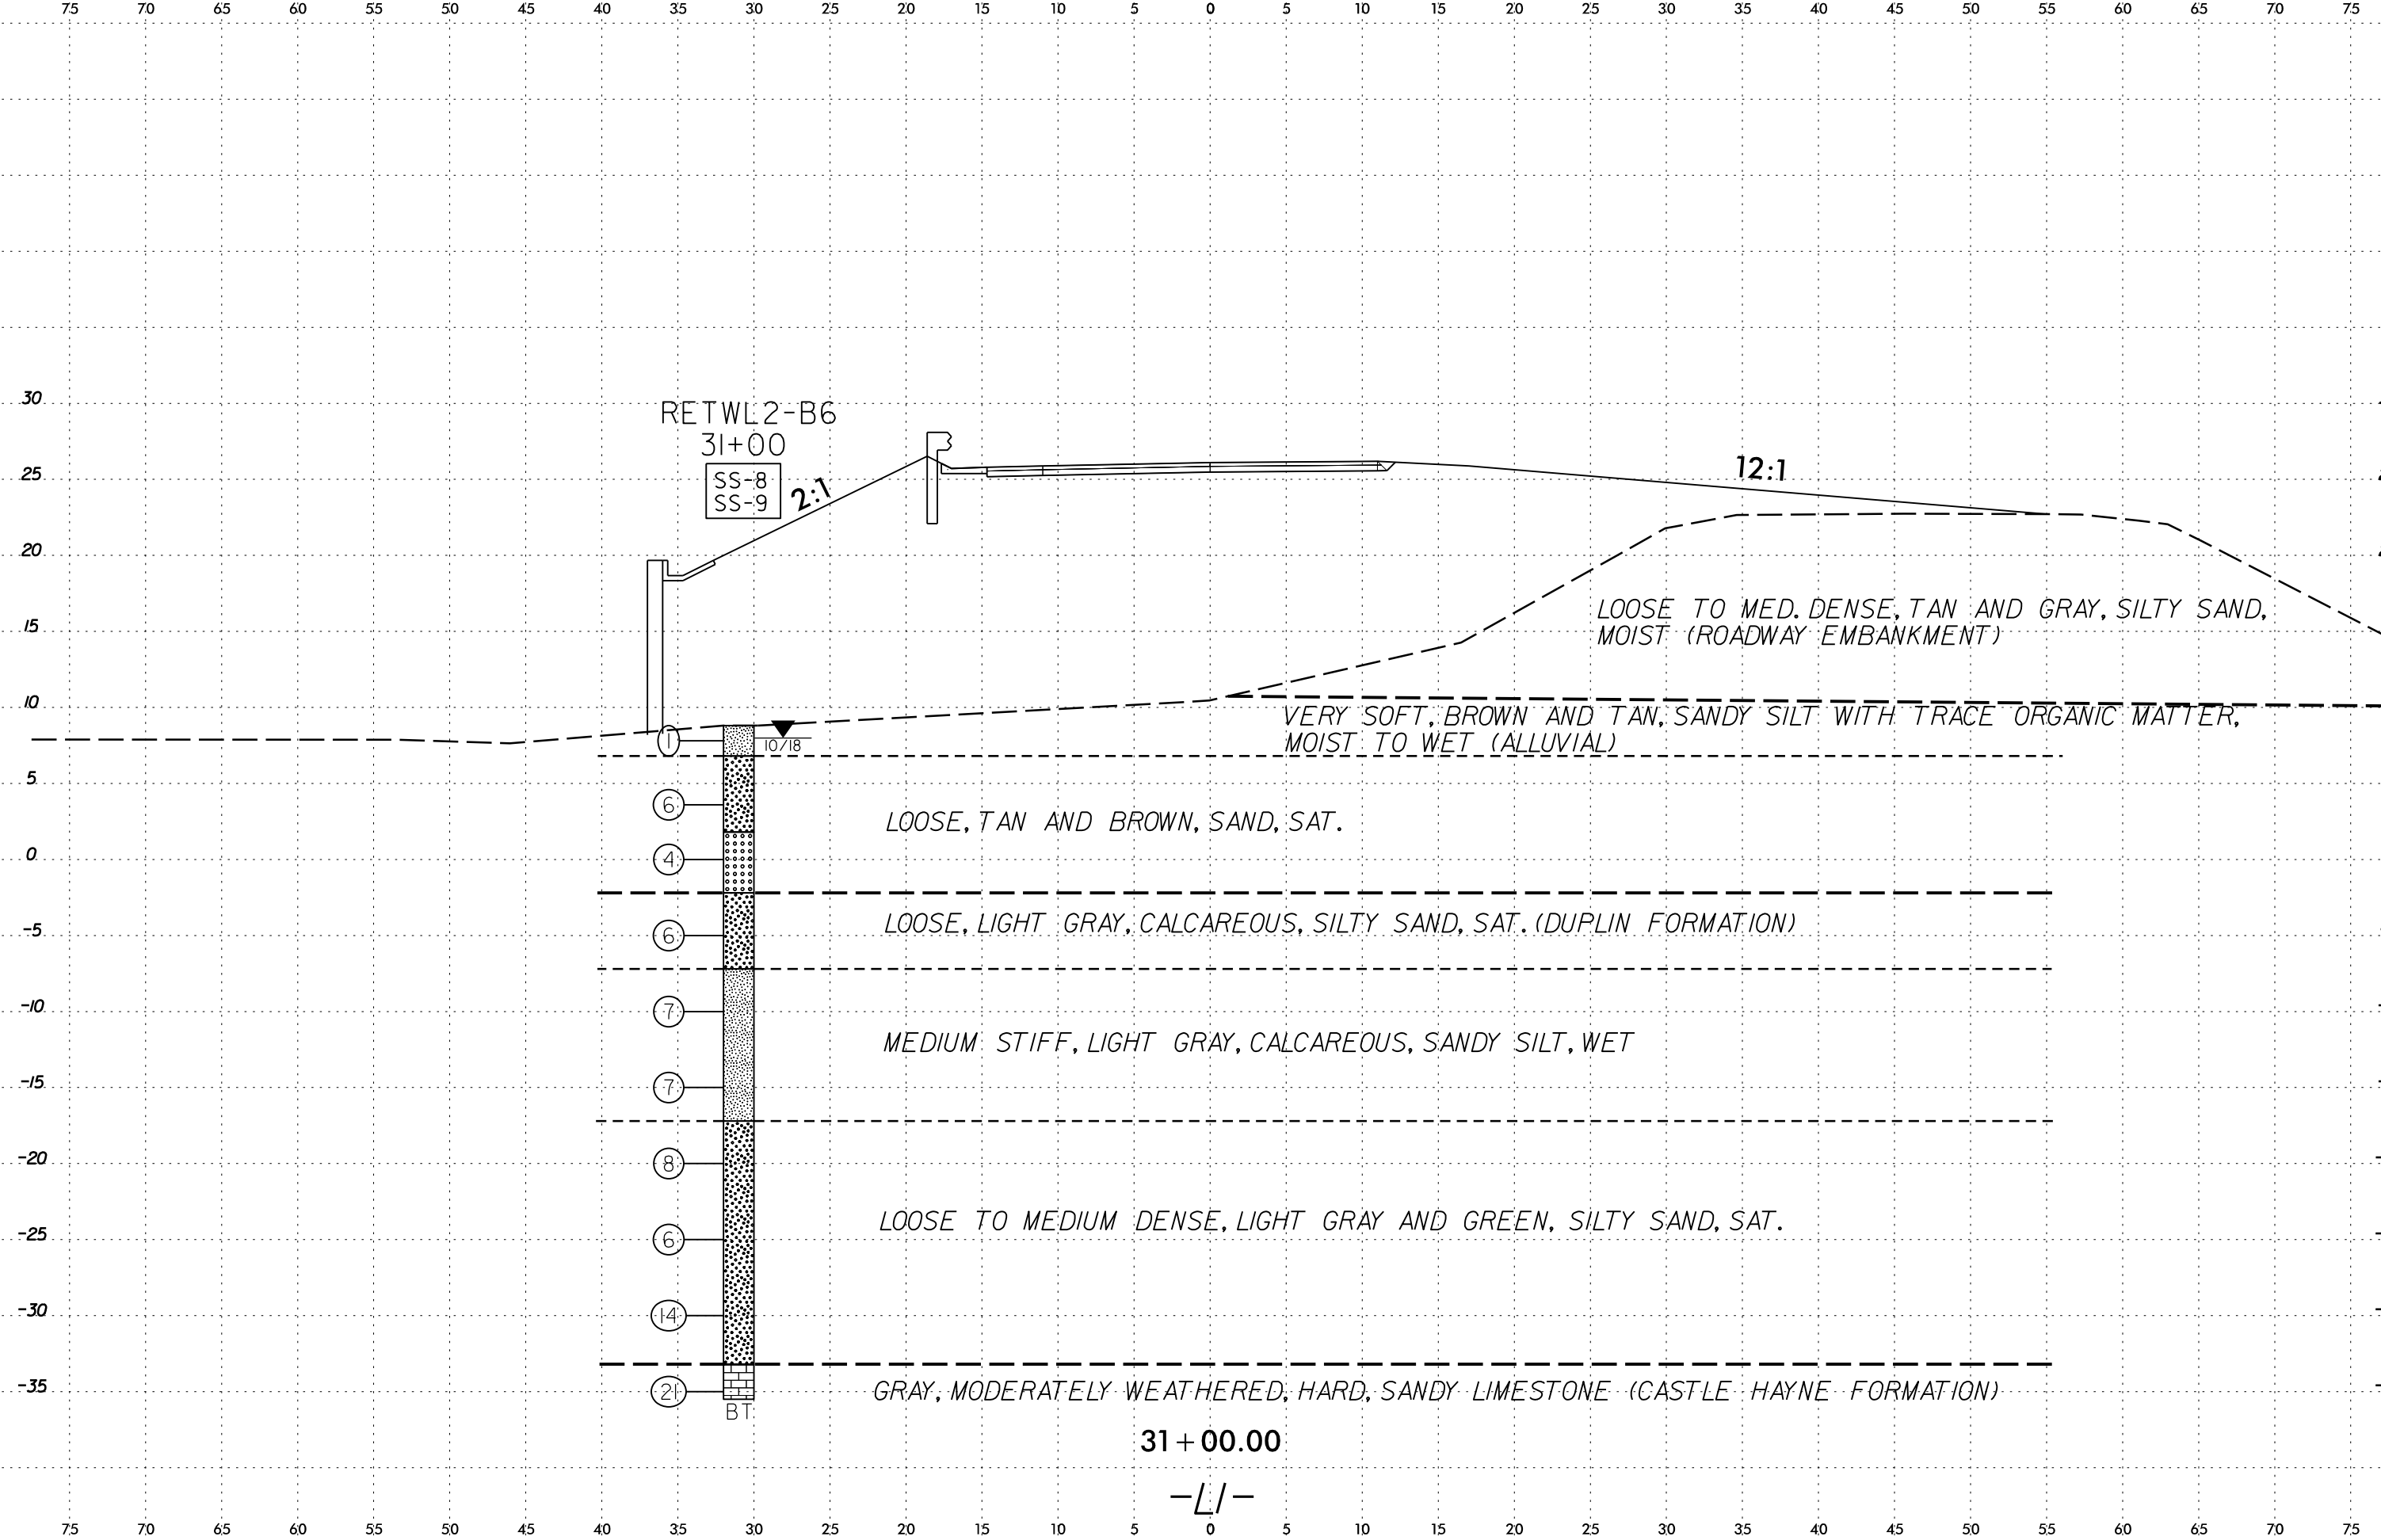 75 70 65 60 55 50 45 40 35 30 25 20 15 10 5 0 5 10 15 20 25 30 35 40 45 50 55 60 65 70 75
30
RETWL2-B6
31+00
25
SS-8
SS-9
2:1
12:1
20
15
LOOSE TO MED. DENSE, TAN AND GRAY, SILTY SAND,
MOIST (ROADWAY EMBANKMENT)
10
VERY SOFT, BROWN AND TAN, SANDY SILT WITH TRACE ORGANIC MATTER,
MOIST TO WET (ALLUVIAL)
1
10/18
5
6
LOOSE, TAN AND BROWN, SAND, SAT.
0
4
-5
6
LOOSE, LIGHT GRAY, CALCAREOUS, SILTY SAND, SAT. (DUPLIN FORMATION)
-10
7
MEDIUM STIFF, LIGHT GRAY, CALCAREOUS, SANDY SILT, WET
-15
7
-20
8
LOOSE TO MEDIUM DENSE, LIGHT GRAY AND GREEN, SILTY SAND, SAT.
-25
6
-30
14
-35
21
GRAY, MODERATELY WEATHERED, HARD, SANDY LIMESTONE (CASTLE HAYNE FORMATION)
BT
31+00.00
-L1-
75 70 65 60 55 50 45 40 35 30 25 20 15 10 5 0 5 10 15 20 25 30 35 40 45 50 55 60 65 70 75